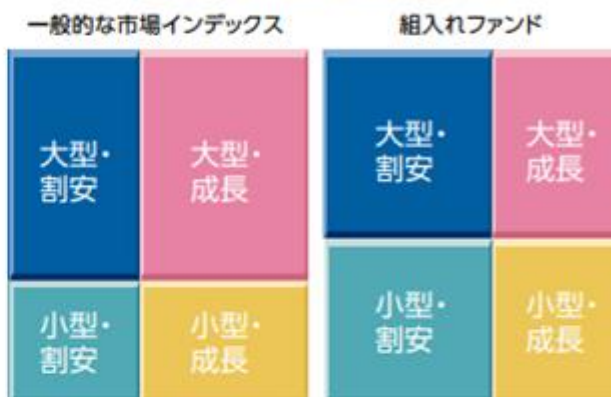 一般的な市場インデックス
組入れファンド
大型・
割安
大型・
成長
大型・
割安
大型・
成長
小型・
割安
小型・
成長
小型・
割安
小型・
成長